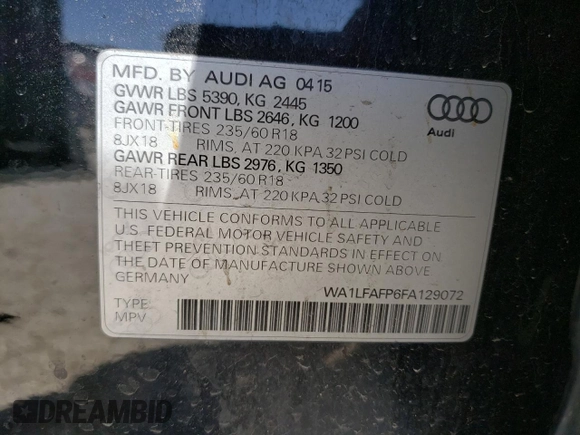 MFD. BY AUDI AG 04 15
GVWR LBS 5390, KG 2445
GAWR FRONT LBS 2646, KG 1200
FRONT-TIRES 235/60 R18
8JX18 RIMS, AT 220 KPA, 32 PSI COLD
GAWR REAR LBS 2976, KG 1350
REAR-TIRES 235/60 R18
8JX18 RIMS, AT 220 KPA, 32 PSI COLD
Audi
THIS VEHICLE CONFORMS TO ALL APPLICABLE
U.S. FEDERAL MOTOR VEHICLE SAFETY AND
THEFT PREVENTION STANDARDS IN EFFECT ON
THE DATE OF MANUFACTURE SHOWN ABOVE
GERMANY WA1LFAFP6FA129072
TYPE:
MPV
DREAMBID